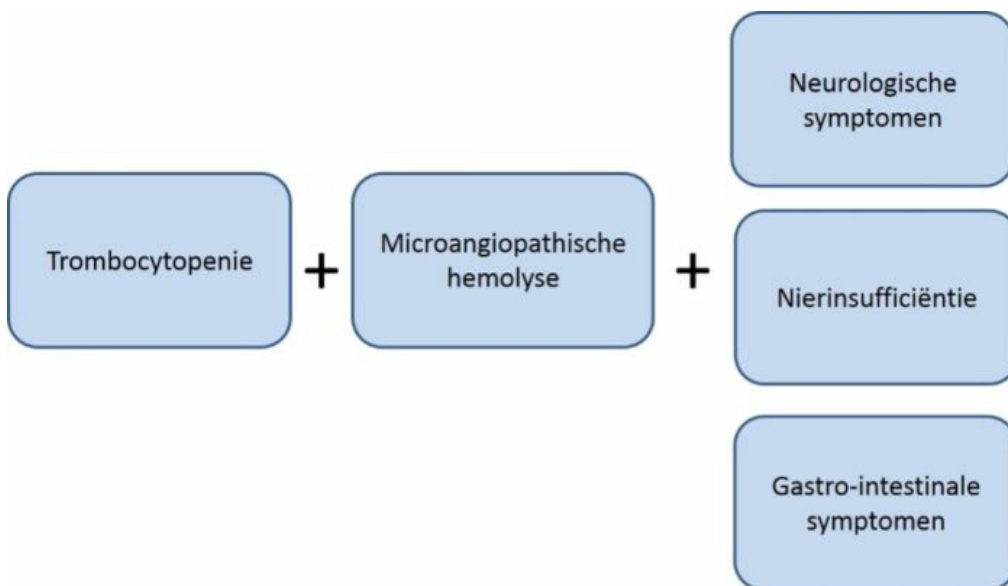 Trombocytopenie
+
Microangiopathische
hemolyse
+
Neurologische
symptomen
Nierinsufficiëntie
Gastro-intestinale
symptomen